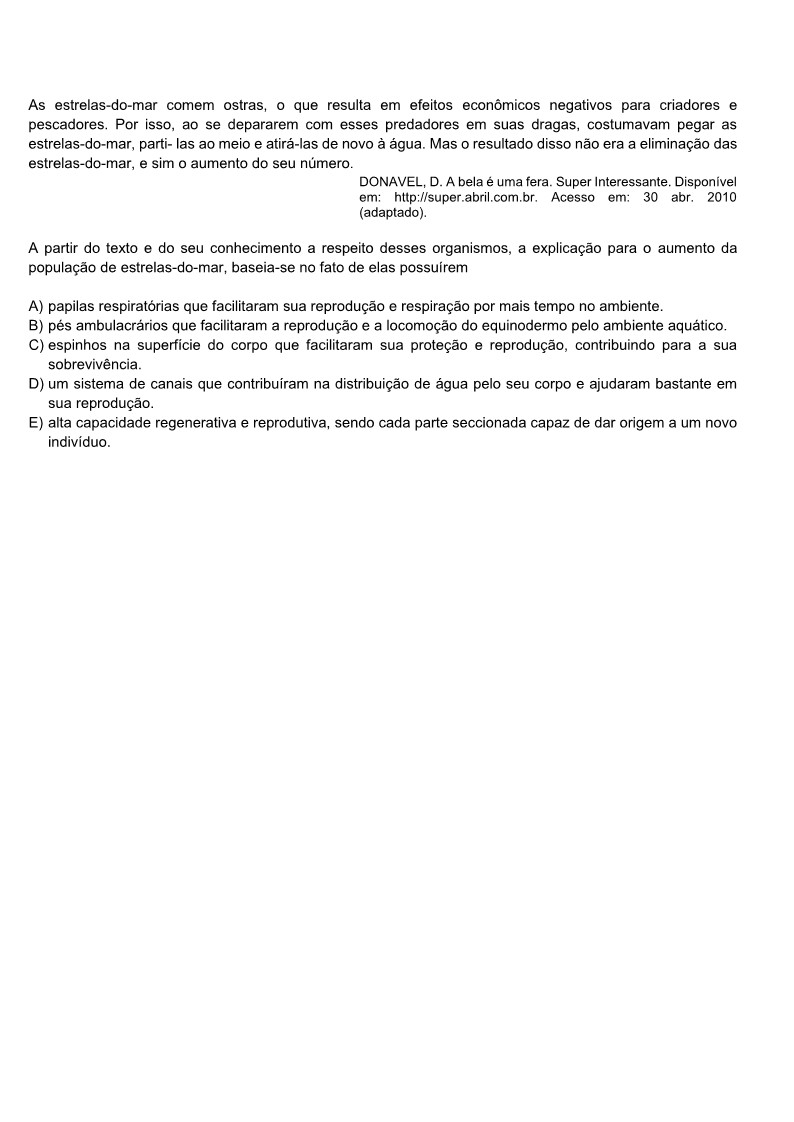 As estrelas-do-mar comem ostras, o que resulta em efeitos econômicos negativos para criadores e
pescadores. Por isso, ao se depararem com esses predadores em suas dragas, costumavam pegar as
estrelas-do-mar, parti- las ao meio e atirá-las de novo à água. Mas o resultado disso não era a eliminação das
estrelas-do-mar, e sim o aumento do seu número.
DONAVEL, D. A bela é uma fera. Super Interessante. Disponível
em: http://super.abril.com.br. Acesso em: 30 abr. 2010
(adaptado).
A partir do texto e do seu conhecimento a respeito desses organismos, a explicação para o aumento da
população de estrelas-do-mar, baseia-se no fato de elas possuírem
A) papilas respiratórias que facilitaram sua reprodução e respiração por mais tempo no ambiente.
B) pés ambulacrários que facilitaram a reprodução e a locomoção do equinodermo pelo ambiente aquático.
C) espinhos na superfície do corpo que facilitaram sua proteção e reprodução, contribuindo para a sua
sobrevivência.
D) um sistema de canais que contribuíram na distribuição de água pelo seu corpo e ajudaram bastante em
sua reprodução.
E) alta capacidade regenerativa e reprodutiva, sendo cada parte seccionada capaz de dar origem a um novo
indivíduo.